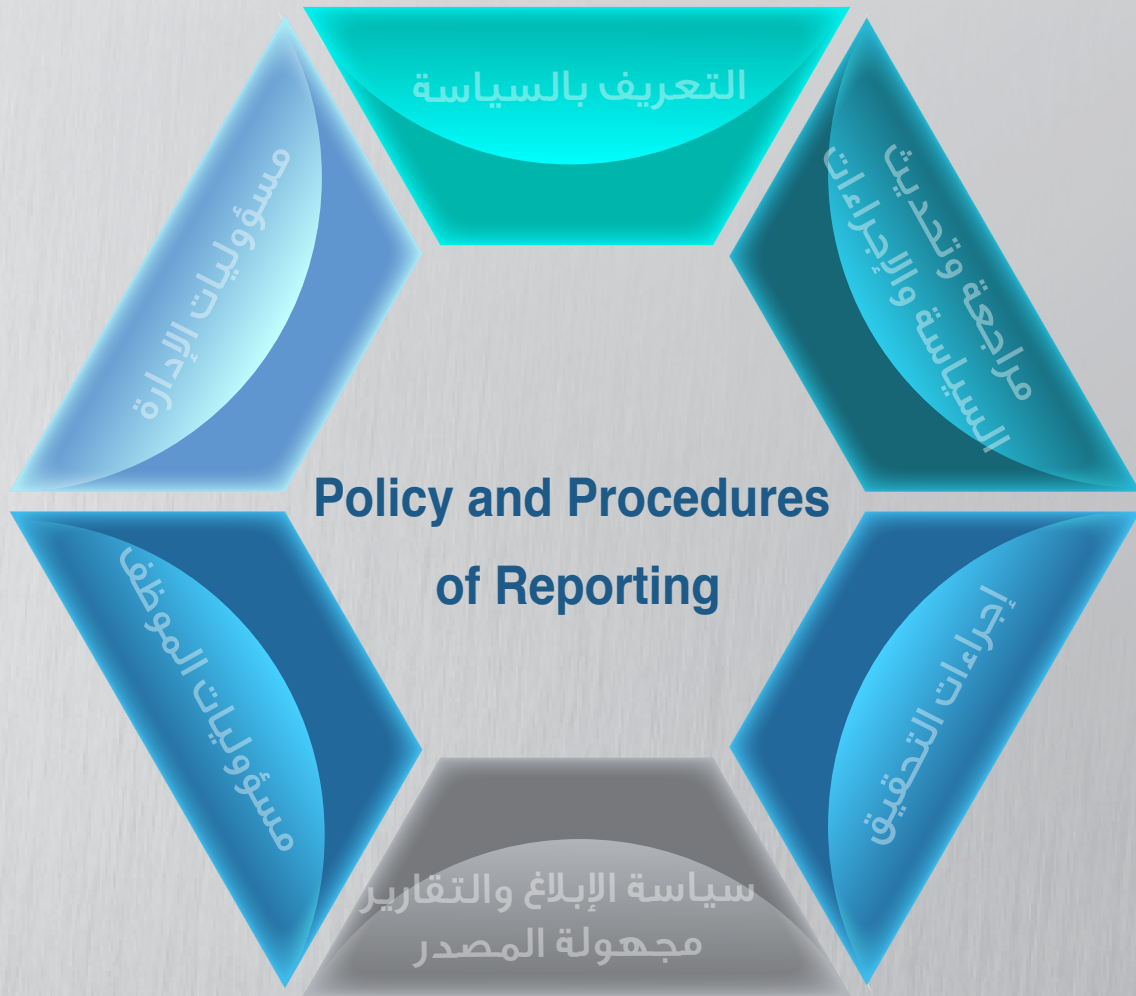 التعريف بالسياسة
مراجعة وتحديث
السياسة والإجراءات
مسؤوليات الإدارة
Policy and Procedures
of Reporting
إجراءات التحقيق
مسؤوليات الموظف
سياسة الإبلاغ والتقارير
مجهولة المصدر